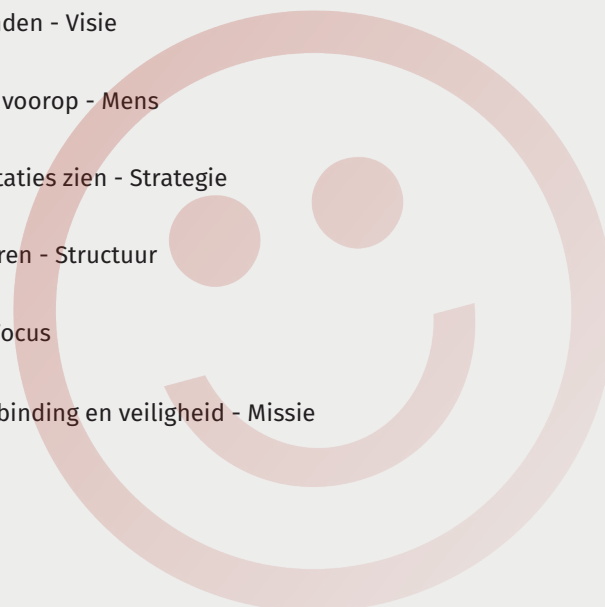 den - Visie
voorop - Mens
taties zien - Strategie
ren - Structuur
ocus
binding en veiligheid - Missie